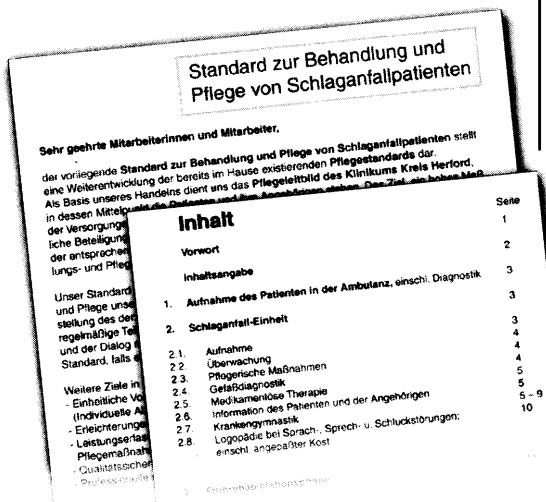 Standard zur Behandlung und
Pflege von Schlaganfallpatienten
Sehr geehrte Mitarbeiterinnen und Mitarbeiter,
der vorliegende Standard zur Behandlung und Pflege von Schlaganfallpatienten stellt
eine Weiterentwicklung der bereits im Hause existierenden Pflegestandards dar.
Als Basis unseres Handelns dient uns das Pflegeleitbild des Klinikums Kreis Herford,
in dessen Mittelpunkt die Patienten und ihre Angehörigen stehen. Das Ziel, ein hohes Maß
der Versorgungs
liche Beteiligung
der entsprechen
lungs- und Pfleg
Unser Standard
und Pflege unse
stellung des der
regelmäßige Tei
und der Dialog
Standard, falls
Weitere Ziele in
- Einheitliche Vo
(Individuelle A
- Erleichterunge
- Leistungserfas
Pflegemaßnah
- Qualitätssicher
- Professionelle
Inhalt
Seite
Vorwort 1
Inhaltsangabe 2
1. Aufnahme des Patienten in der Ambulanz, einschl. Diagnostik 3
2. Schlaganfall-Einheit 3
2.1. Aufnahme 3
2.2. Überwachung 4
2.3. Pflegerische Maßnahmen 4
2.4. Gefäßdiagnostik 4
2.5. Medikamentöse Therapie 5
2.6. Information des Patienten und der Angehörigen 5
2.7. Krankengymnastik 5 - 9
2.8. Logopädie bei Sprach-, Sprech- u. Schluckstörungen; 10
einschl. angepaßter Kost
3. Frührehabilitationsphase